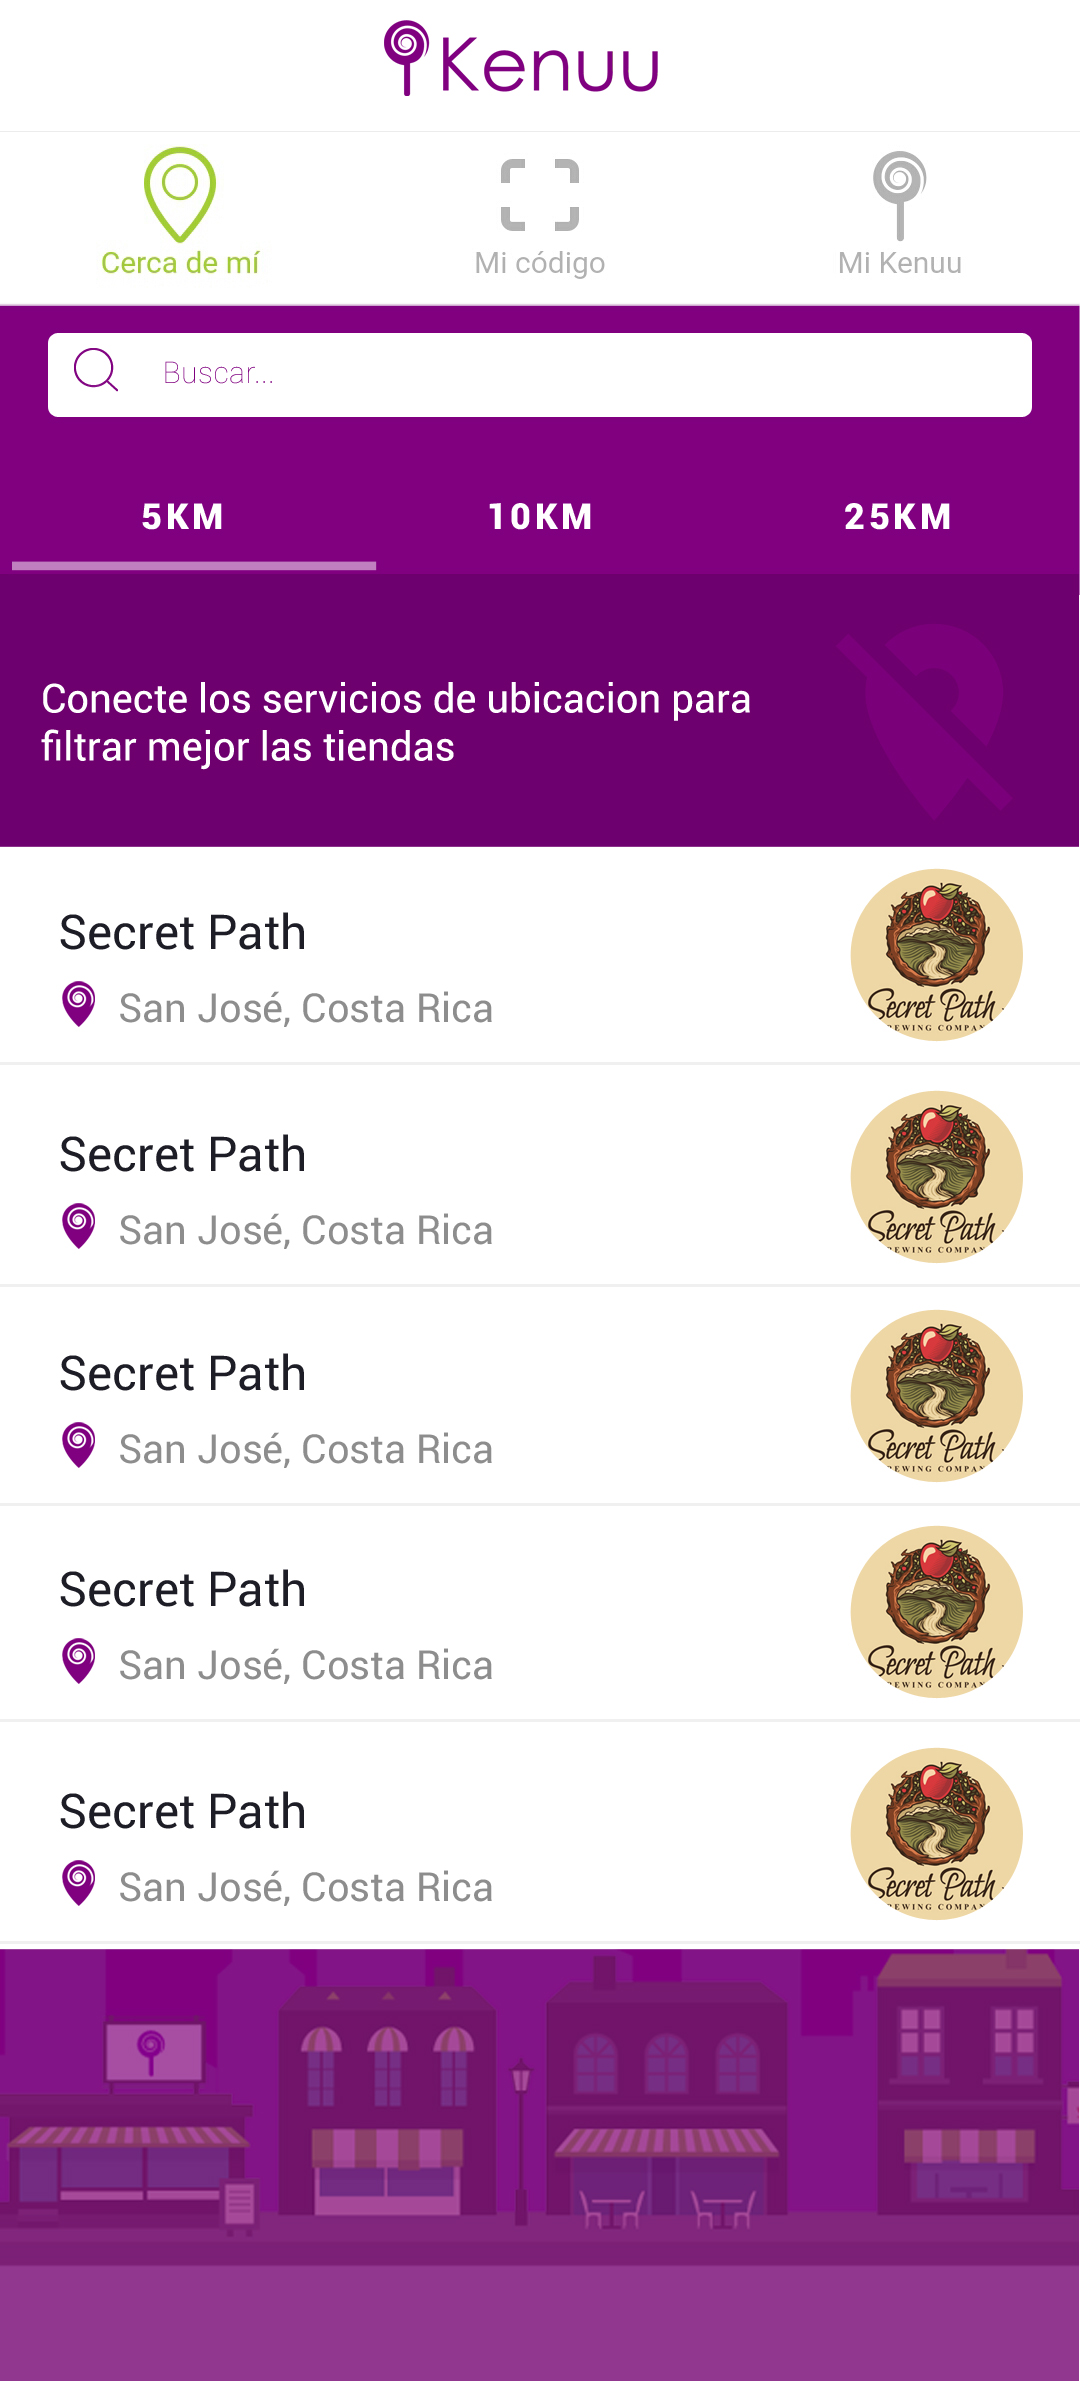 Kenuu
Cerca de mí
Mi código
Mi Kenuu
Buscar...
5KM
10KM
25KM
Conecte los servicios de ubicacion para
filtrar mejor las tiendas
Secret Path
San José, Costa Rica
Secret Path
Secret Path
San José, Costa Rica
Secret Path
Secret Path
San José, Costa Rica
Secret Path
Secret Path
San José, Costa Rica
Secret Path
Secret Path
San José, Costa Rica
Secret Path